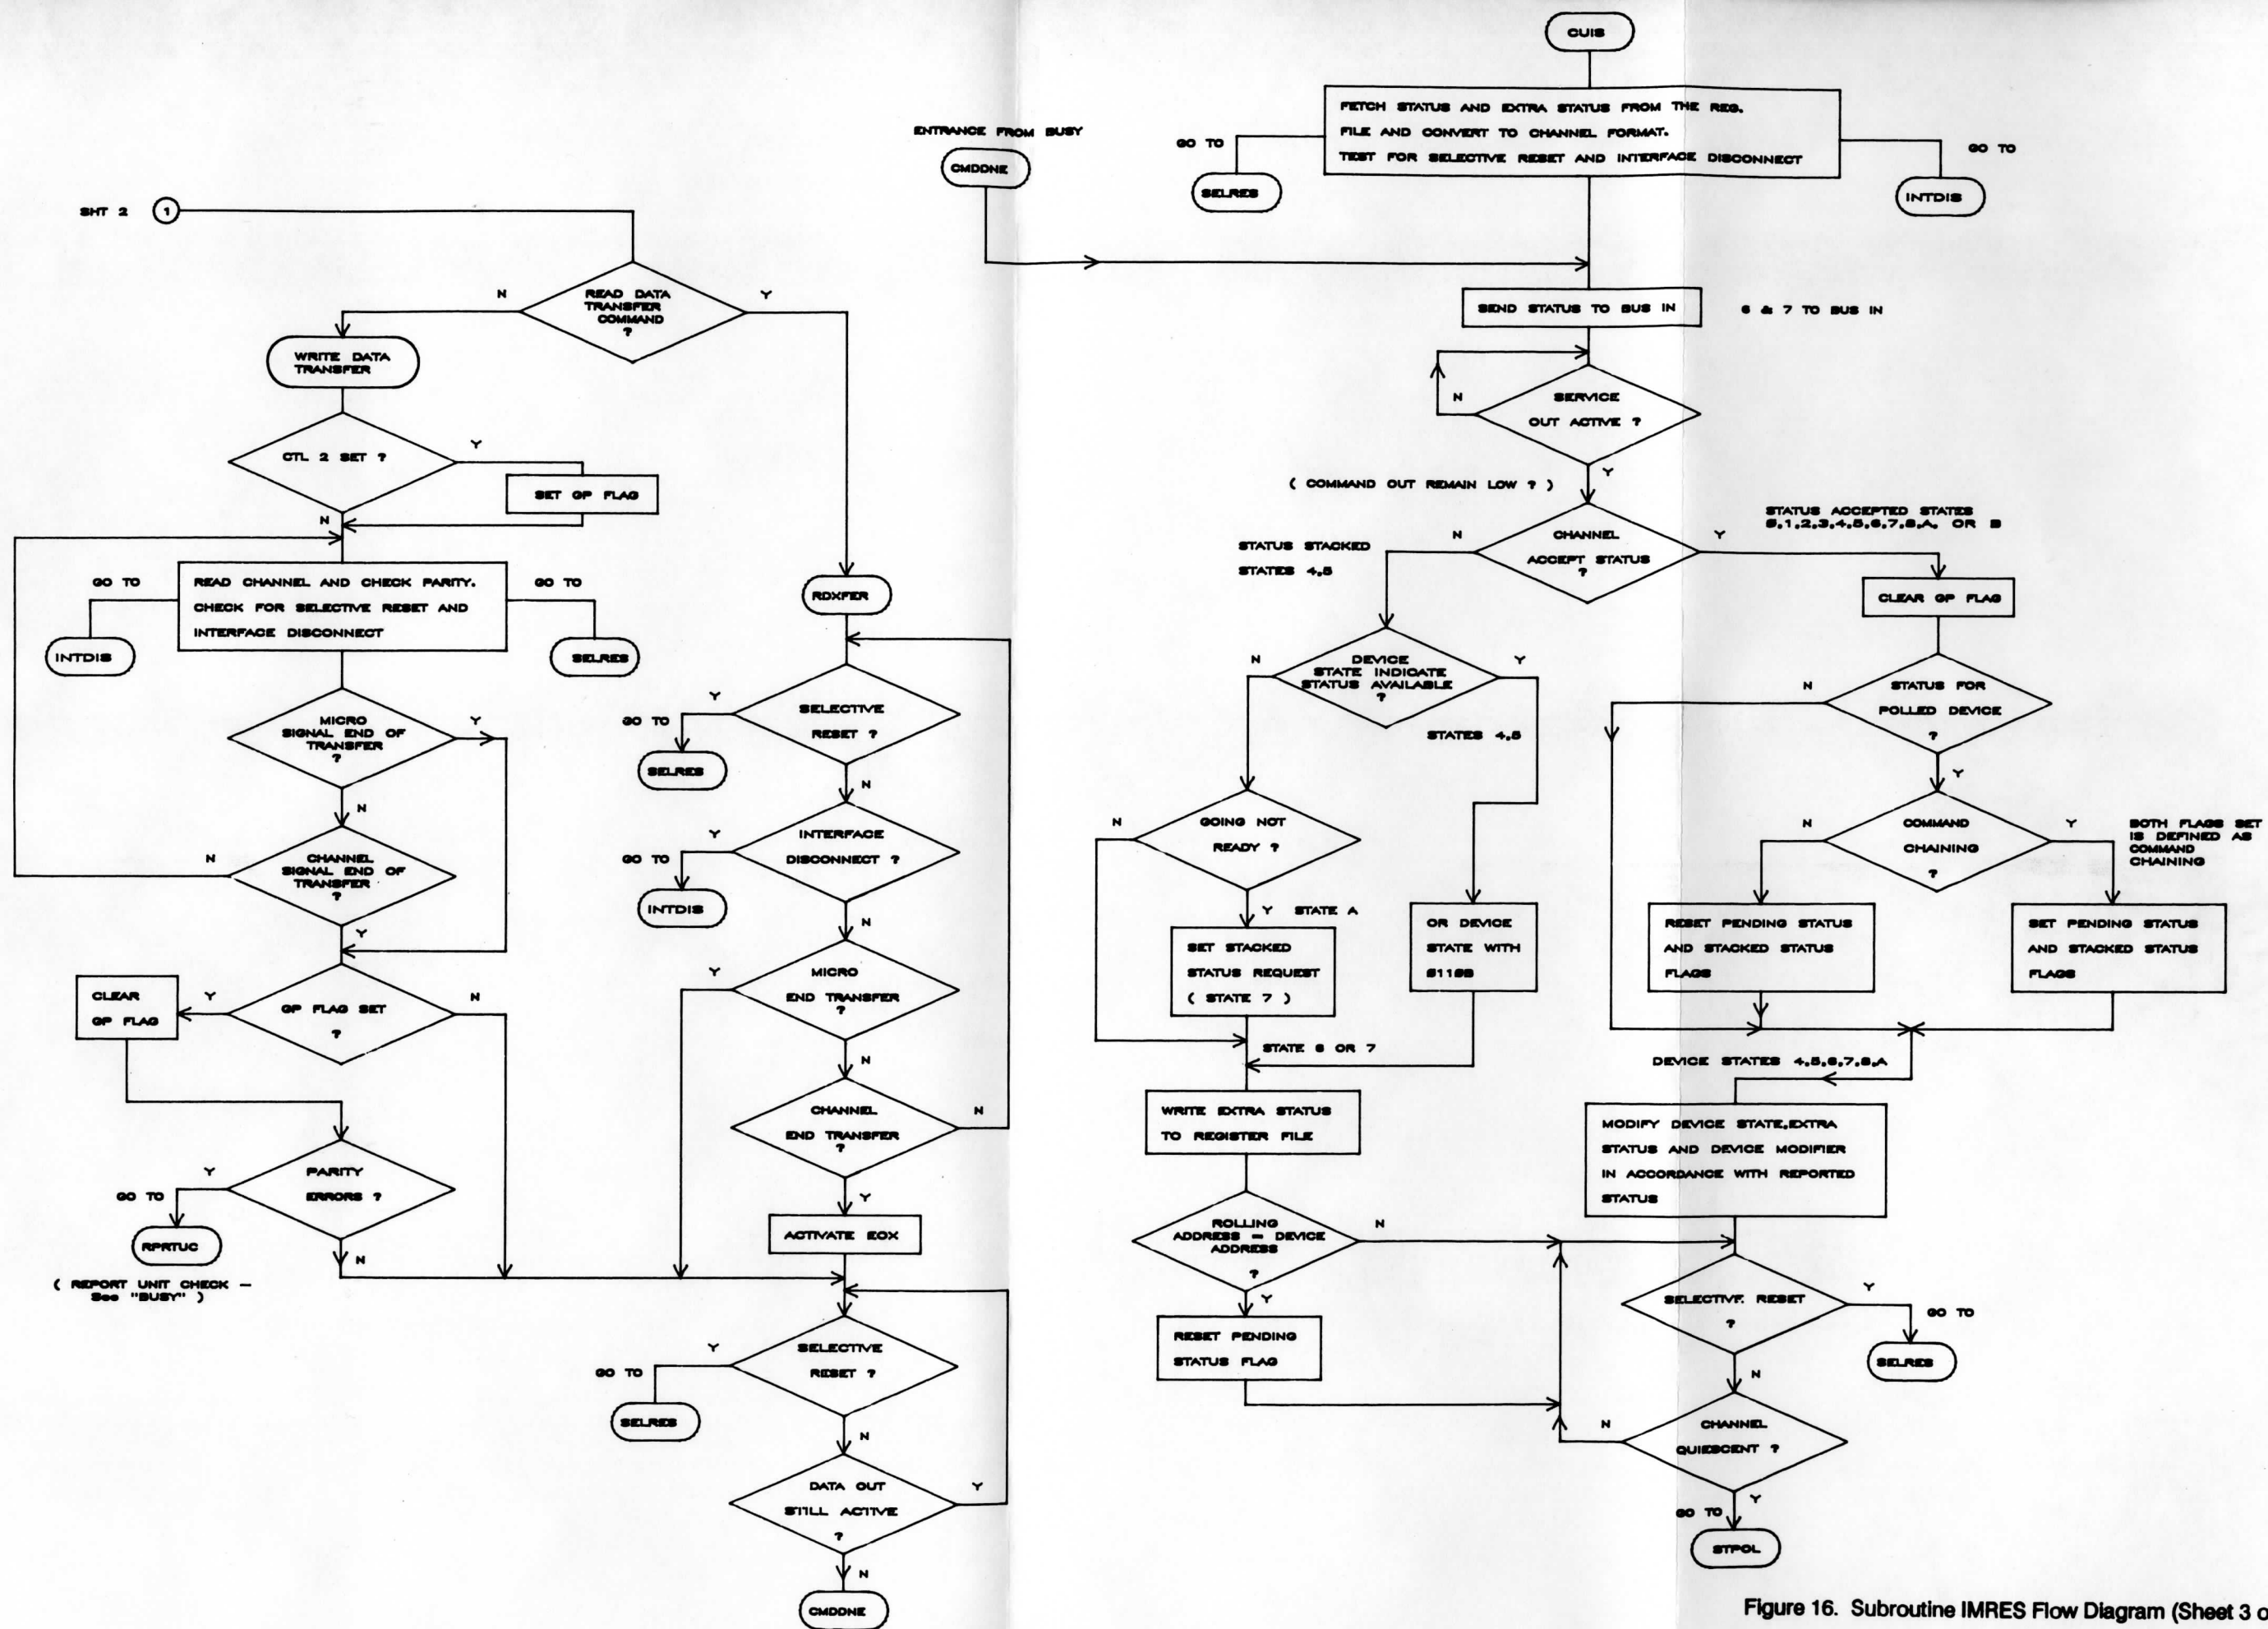 SHT 2
1
READ DATA
TRANSFER
COMMAND
?
N
Y
WRITE DATA
TRANSFER
CTL 2 SET ?
Y
SET GP FLAG
N
GO TO
INTDIS
READ CHANNEL AND CHECK PARITY.
CHECK FOR SELECTIVE RESET AND
INTERFACE DISCONNECT
GO TO
SELRES
MICRO
SIGNAL END OF
TRANSFER
?
Y
N
CHANNEL
SIGNAL END OF
TRANSFER
?
N
Y
GP FLAG SET
?
Y
N
CLEAR
GP FLAG
PARITY
ERRORS ?
Y
GO TO
RPRTUC
( REPORT UNIT CHECK -
See "BUSY" )
N
RDXFER
SELECTIVE
RESET ?
Y
GO TO
SELRES
N
INTERFACE
DISCONNECT ?
Y
GO TO
INTDIS
N
MICRO
END TRANSFER
?
Y
N
CHANNEL
END TRANSFER
?
N
Y
ACTIVATE EOX
SELECTIVE
RESET ?
Y
GO TO
SELRES
N
DATA OUT
STILL ACTIVE
?
Y
N
CMDDNE
ENTRANCE FROM BUSY
CMDDNE
CUIS
FETCH STATUS AND EXTRA STATUS FROM THE REG.
FILE AND CONVERT TO CHANNEL FORMAT.
TEST FOR SELECTIVE RESET AND INTERFACE DISCONNECT
GO TO
SELRES
GO TO
INTDIS
SEND STATUS TO BUS IN
6 & 7 TO BUS IN
SERVICE
OUT ACTIVE ?
N
Y
( COMMAND OUT REMAIN LOW ? )
CHANNEL
ACCEPT STATUS
?
N
Y
STATUS STACKED
STATES 4,5
STATUS ACCEPTED STATES
0,1,2,3,4,5,6,7,8,A, OR B
CLEAR GP FLAG
DEVICE
STATE INDICATE
STATUS AVAILABLE
?
N
Y
STATES 4,5
STATUS FOR
POLLED DEVICE
?
N
Y
GOING NOT
READY ?
N
Y
STATE A
SET STACKED
STATUS REQUEST
( STATE 7 )
OR DEVICE
STATE WITH
0110B
COMMAND
CHAINING
?
N
Y
BOTH FLAGS SET
IS DEFINED AS
COMMAND
CHAINING
RESET PENDING STATUS
AND STACKED STATUS
FLAGS
SET PENDING STATUS
AND STACKED STATUS
FLAGS
STATE 6 OR 7
DEVICE STATES 4,5,6,7,8,A
WRITE EXTRA STATUS
TO REGISTER FILE
MODIFY DEVICE STATE,EXTRA
STATUS AND DEVICE MODIFIER
IN ACCORDANCE WITH REPORTED
STATUS
ROLLING
ADDRESS = DEVICE
ADDRESS
?
N
Y
RESET PENDING
STATUS FLAG
SELECTIVE RESET
?
Y
GO TO
SELRES
N
CHANNEL
QUIESCENT ?
N
Y
GO TO
STPOL
Figure 16. Subroutine IMRES Flow Diagram (Sheet 3 o